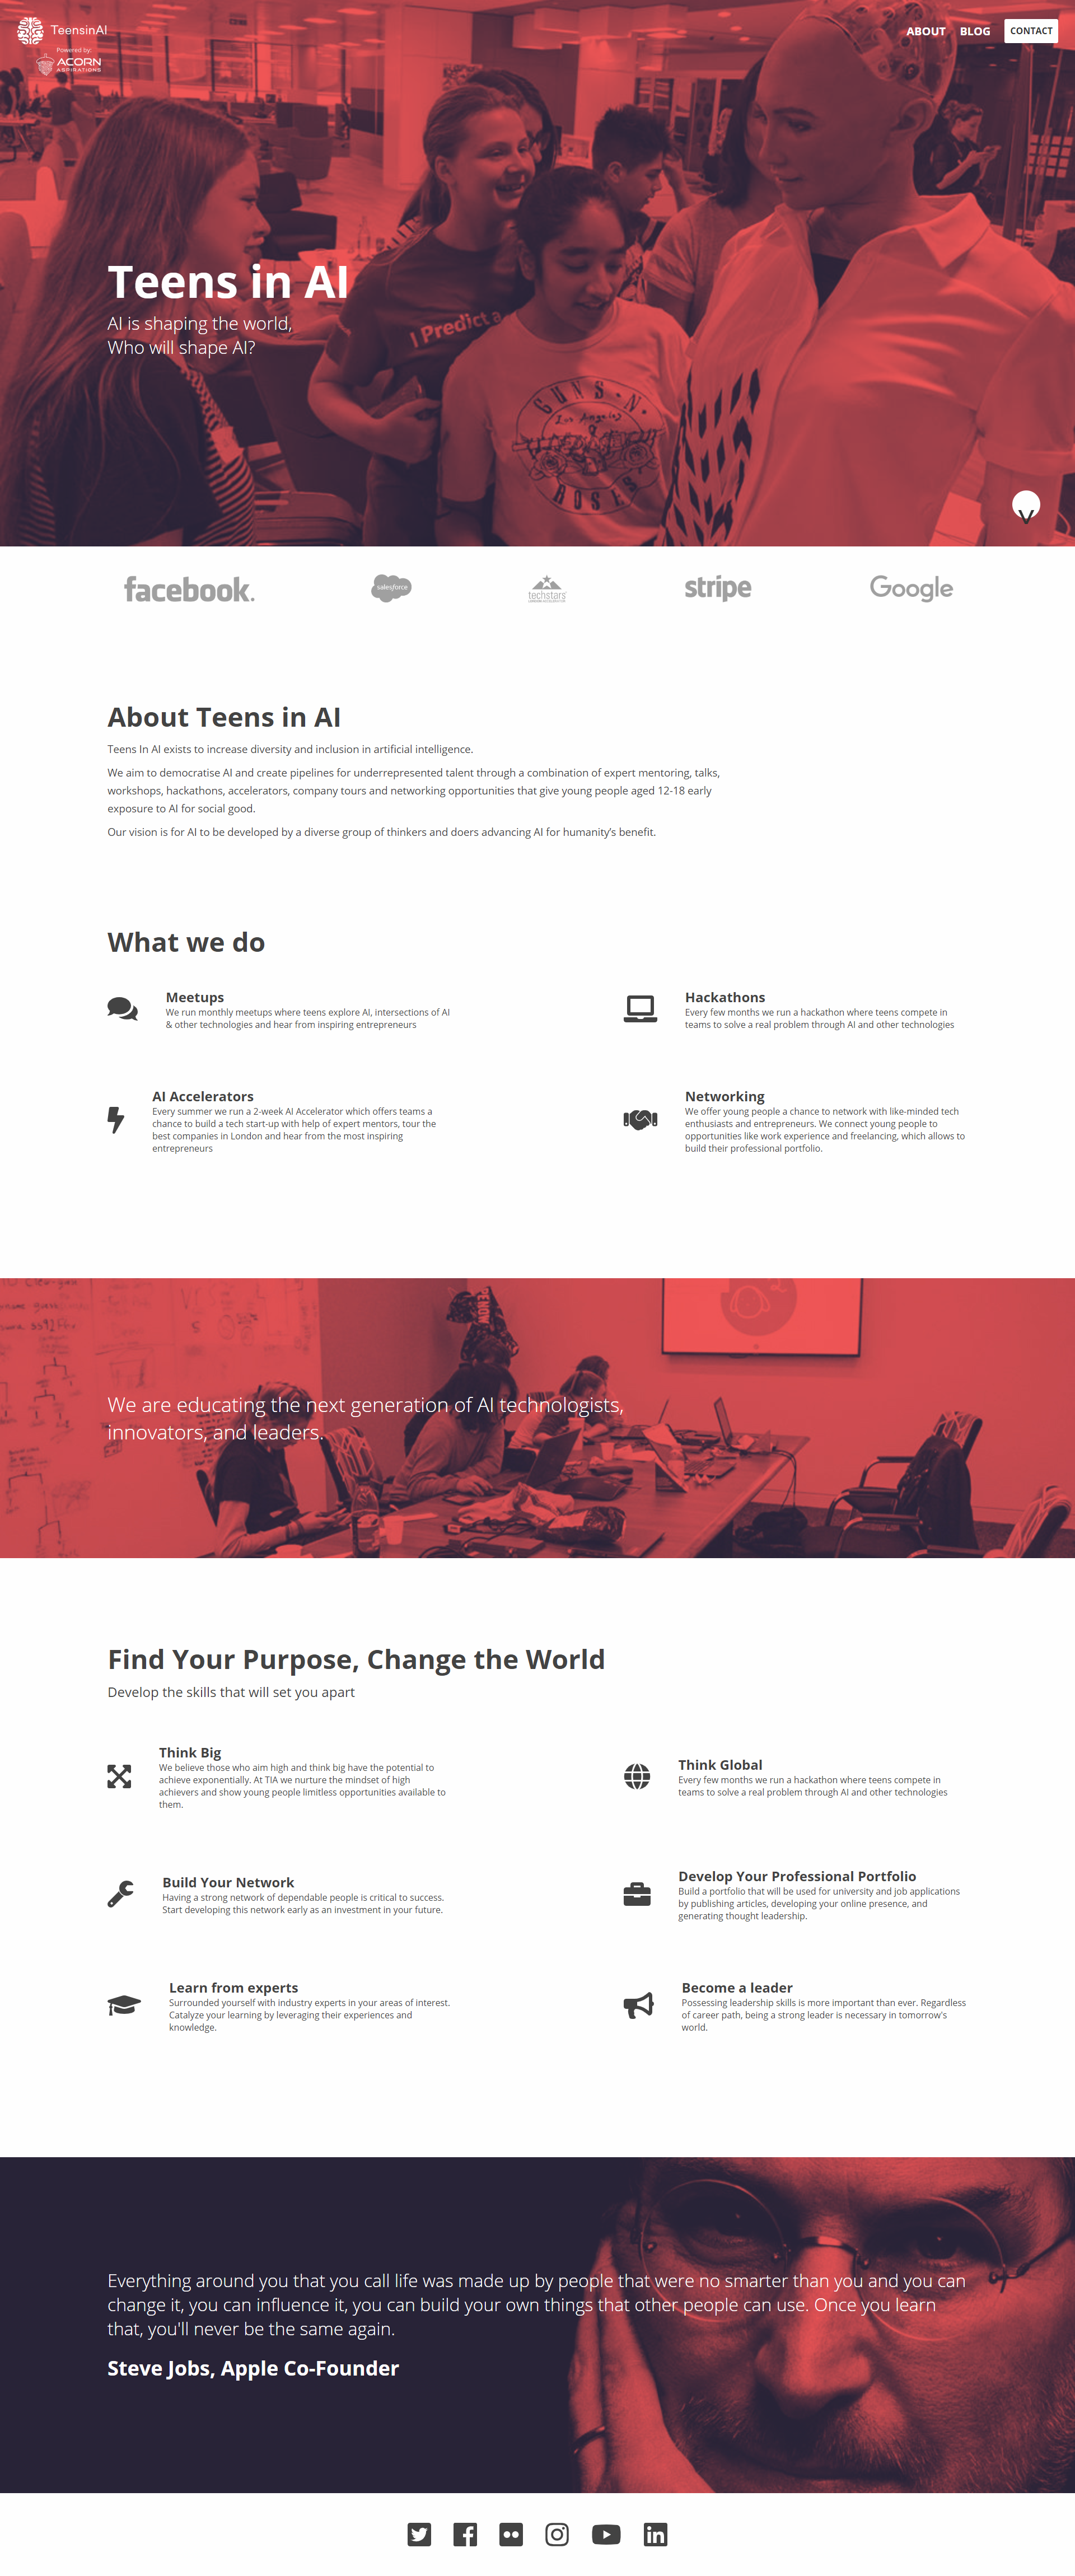 TeensinAI
Powered by:
ACORN
ASPIRATIONS
ABOUT
BLOG
CONTACT
Teens in AI
AI is shaping the world,
Who will shape AI?
I Predict a
GUNS N
ROSES
V
facebook.
salesforce
techstars
stripe
Google
About Teens in AI
Teens In AI exists to increase diversity and inclusion in artificial intelligence.
We aim to democratise AI and create pipelines for underrepresented talent through a combination of expert mentoring, talks,
workshops, hackathons, accelerators, company tours and networking opportunities that give young people aged 12-18 early
exposure to AI for social good.
Our vision is for AI to be developed by a diverse group of thinkers and doers advancing AI for humanity’s benefit.
What we do
Meetups
We run monthly meetups where teens explore AI, intersections of AI
& other technologies and hear from inspiring entrepreneurs
Hackathons
Every few months we run a hackathon where teens compete in
teams to solve a real problem through AI and other technologies
AI Accelerators
Every summer we run a 2-week AI Accelerator which offers teams a
chance to build a tech start-up with help of expert mentors, tour the
best companies in London and hear from the most inspiring
entrepreneurs
Networking
We offer young people a chance to network with like-minded tech
enthusiasts and entrepreneurs. We connect young people to
opportunities like work experience and freelancing, which allows to
build their professional portfolio.
We are educating the next generation of AI technologists,
innovators, and leaders.
Find Your Purpose, Change the World
Develop the skills that will set you apart
Think Big
We believe those who aim high and think big have the potential to
achieve exponentially. At TIA we nurture the mindset of high
achievers and show young people limitless opportunities available to
them.
Think Global
Every few months we run a hackathon where teens compete in
teams to solve a real problem through AI and other technologies
Build Your Network
Having a strong network of dependable people is critical to success.
Start developing this network early as an investment in your future.
Develop Your Professional Portfolio
Build a portfolio that will be used for university and job applications
by publishing articles, developing your online presence, and
generating thought leadership.
Learn from experts
Surrounded yourself with industry experts in your areas of interest.
Catalyze your learning by leveraging their experiences and
knowledge.
Become a leader
Possessing leadership skills is more important than ever. Regardless
of career path, being a strong leader is necessary in tomorrow's
world.
Everything around you that you call life was made up by people that were no smarter than you and you can
change it, you can influence it, you can build your own things that other people can use. Once you learn
that, you'll never be the same again.
Steve Jobs, Apple Co-Founder